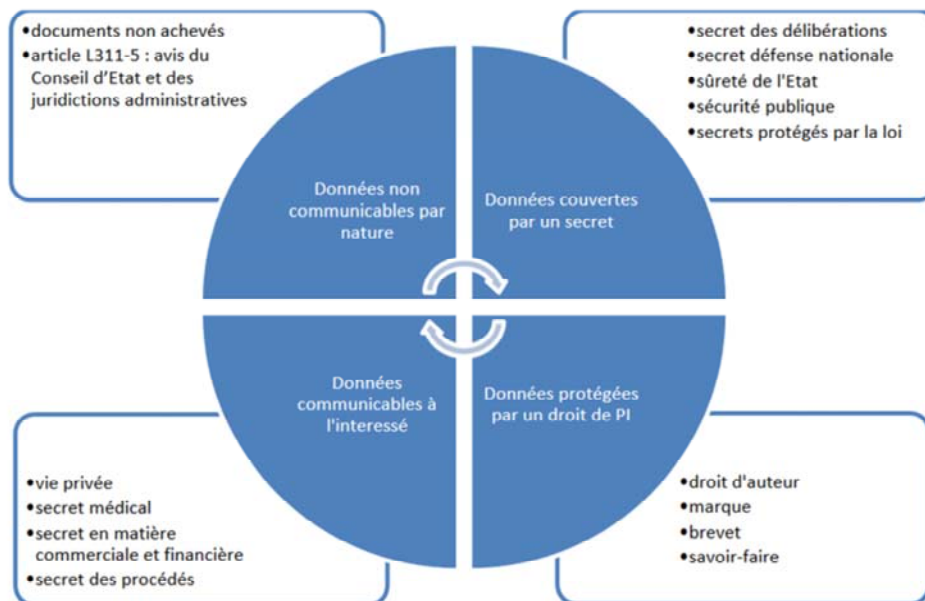 •documents non achevés
•article L311-5 : avis du
Conseil d'Etat et des
juridictions administratives
•secret des délibérations
•secret défense nationale
•sûreté de l'Etat
•sécurité publique
•secrets protégés par la loi
Données non
communicables par
nature
Données couvertes
par un secret
Données
communicables à
l'interessé
Données protégées
par un droit de PI
•vie privée
•secret médical
•secret en matière
commerciale et financière
•secret des procédés
•droit d'auteur
•marque
•brevet
•savoir-faire